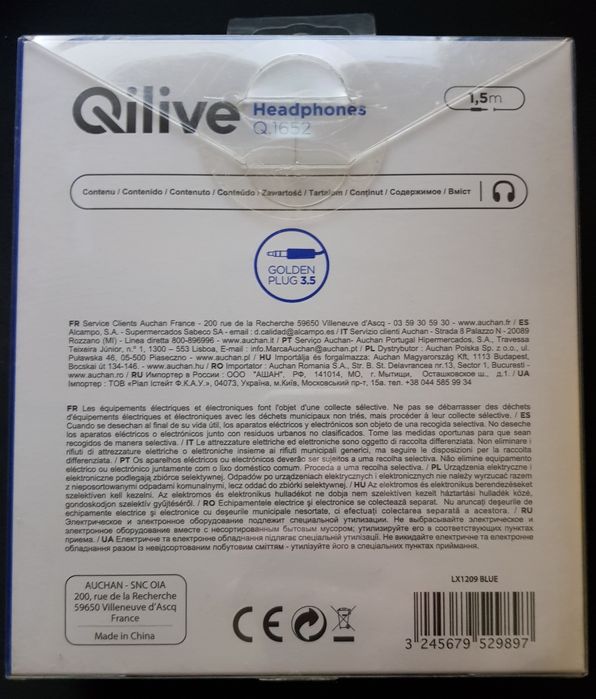 Qilive Headphones
Q.1652
1,5m
Contenu / Contenido / Contenuto / Conteúdo / Zawartość / Tartalom / Conţinut / Содержимое / Вміст
GOLDEN
PLUG 3.5
FR Service Clients Auchan France - 200 rue de la Recherche 59650 Villeneuve d'Ascq - 03 59 30 59 30 - www.auchan.fr / ES
Alcampo, S.A. - Supermercados Sabeco SA - email : d.calidad@alcampo.es / IT Servizio clienti Auchan - Strada 8 Palazzo N - 20089
Rozzano (MI) - Linea diretta 800-896996 - www.auchan.it / PT Serviço Auchan- Auchan Portugal Hipermercados, S.A., Travessa
Teixeira Júnior, n.° 1, 1300 – 553 Lisboa, E-mail : info.MarcaAuchan@auchan.pt / PL Dystrybutor : Auchan Polska Sp. z o.o., ul.
Puławska 46, 05-500 Piaseczno - www.auchan.pl / HU Importálja és forgalmazza: Auchan Magyarország Kft, 1113 Budapest,
Bocskai út 134-146. - www.auchan.hu / RO Importator : Auchan Romania S.A., Str. B. St. Delavrancea nr.13, Sector 1, Bucuresti -
www.auchan.ro / RU Импортер в России : ООО "АШАН", РФ, 141014, МО, г. Мытищи, Осташковское ш., д.1. / UA
Імпортер : ТОВ «Ріал Істейт Ф.К.А.У.», 04073, Україна, м.Київ, Московський пр-т, 15а. тел. +38 044 585 99 34
FR Les équipements électriques et électroniques font l'objet d'une collecte sélective. Ne pas se débarrasser des déchets
d'équipements électriques et électroniques avec les déchets municipaux non triés, mais procéder à leur collecte sélective. / ES
Cuando se desechan al final de su vida útil, los aparatos eléctricos y electrónicos son objeto de una recogida selectiva. No deseche
los aparatos eléctricos o electrónicos junto con residuos urbanos no clasificados. Tome las medidas oportunas para que sean
recogidos de manera selectiva. / IT Le attrezzature elettriche ed elettroniche sono oggetto di raccolta differenziata. Non eliminare i
rifiuti di attrezzature elettriche o elettroniche insieme ai rifiuti municipali generici, ma seguire le disposizioni per la raccolta
differenziata. / PT Os aparelhos eléctricos ou electrónicos deverão ser sujeitos a uma recolha selectiva. Não elimine equipamento
eléctrico ou electrónico juntamente com o lixo doméstico comum. Proceda a uma recolha selectiva. / PL Urządzenia elektryczne i
elektroniczne podlegają zbiórce selektywnej. Odpadów po urządzeniach elektrycznych i elektronicznych nie należy wyrzucać razem
z nieposortowanymi odpadami komunalnymi, lecz oddać do zbiórki selektywnej. / HU Az elektromos és elektronikus berendezéseket
szelektíven kell kezelni. Az elektromos és elektronikus hulladékot ne dobja nem szelektíven kezelt háztartási hulladék közé,
gondoskodjon szelektív gyűjtéséről. / RO Echipamentele electrice şi electronice se colectează separat. Nu aruncaţi deşeurile de
echipamente electrice şi electronice cu deşeurile municipale nesortate, ci efectuaţi colectarea separată a acestora. / RU
Электрическое и электронное оборудование подлежит специальной утилизации. Не выбрасывайте электрическое и
электронное оборудование вместе с несортированным бытовым мусором; утилизируйте его в соответствующих пунктах
приема. / UA Електричне та електронне обладнання підлягає спеціальній утилізації. Не викидайте електричне та електронне
обладнання разом із невідсортованим побутовим сміттям - утилізуйте його в спеціальних пунктах приймання.
AUCHAN - SNC OIA
200, rue de la Recherche
59650 Villeneuve d'Ascq
France
Made in China
CE
LX1209 BLUE
3 245679 529897